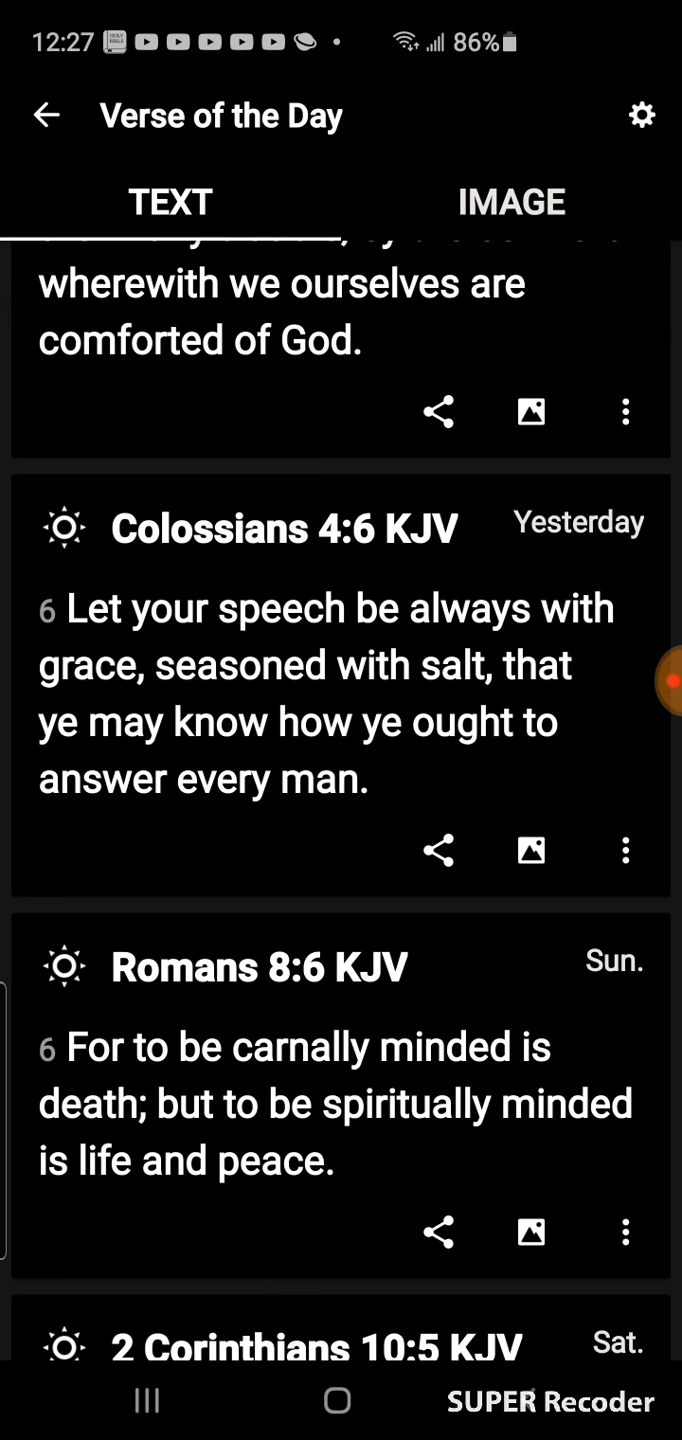 12:27 86%
Verse of the Day
TEXT IMAGE
wherewith we ourselves are
comforted of God.
Colossians 4:6 KJV Yesterday
6 Let your speech be always with
grace, seasoned with salt, that
ye may know how ye ought to
answer every man.
Romans 8:6 KJV Sun.
6 For to be carnally minded is
death; but to be spiritually minded
is life and peace.
2 Corinthians 10:5 KJV Sat.
SUPER Recoder